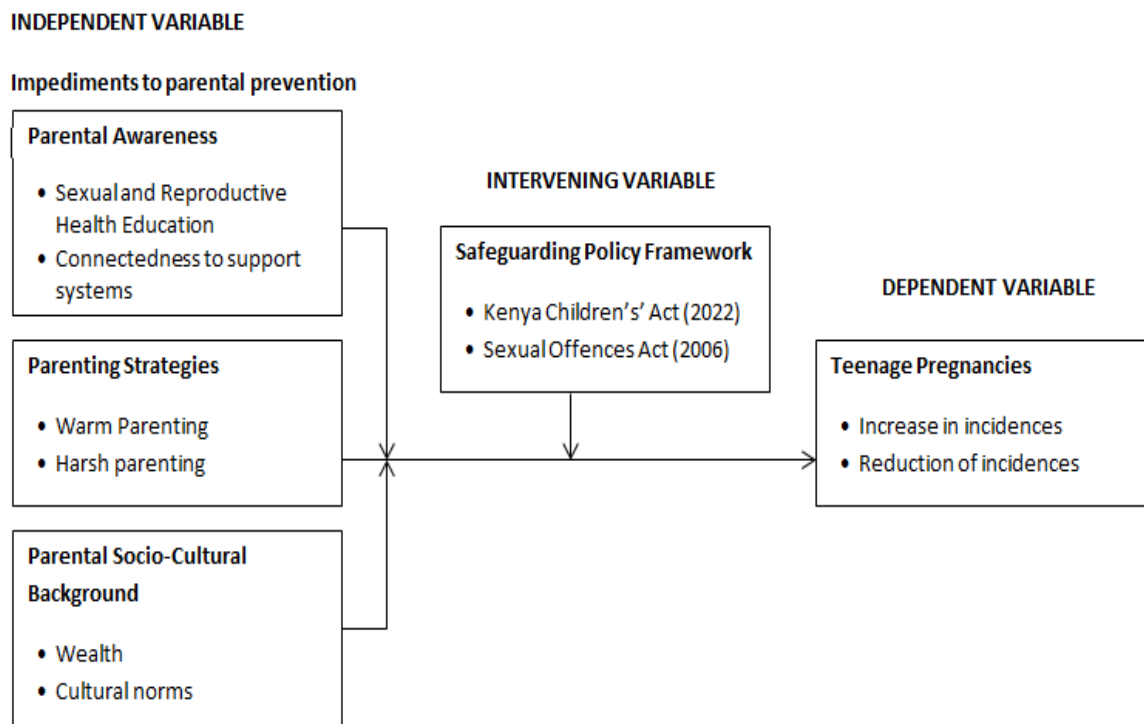 INDEPENDENT VARIABLE
Impediments to parental prevention
Parental Awareness
• Sexual and Reproductive
Health Education
• Connectedness to support
systems
Parenting Strategies
• Warm Parenting
• Harsh parenting
Parental Socio-Cultural
Background
• Wealth
• Cultural norms
INTERVENING VARIABLE
Safeguarding Policy Framework
• Kenya Children's' Act (2022)
• Sexual Offences Act (2006)
DEPENDENT VARIABLE
Teenage Pregnancies
• Increase in incidences
• Reduction of incidences